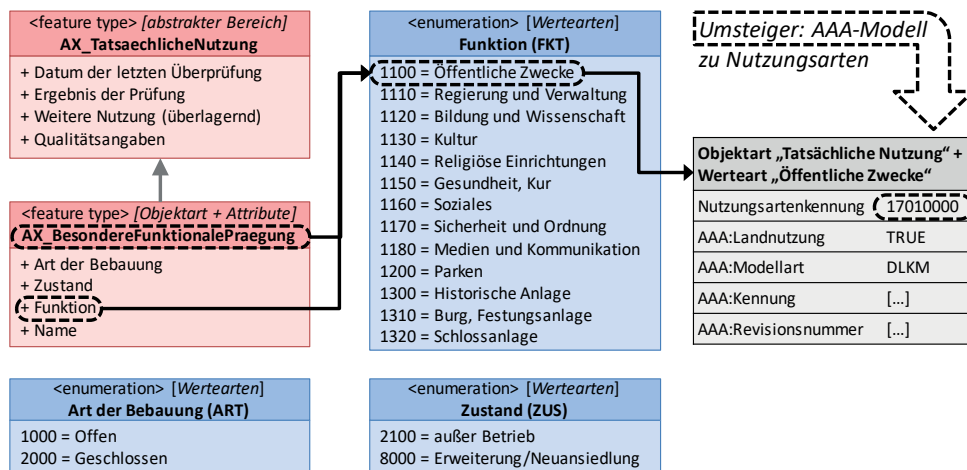 <feature type> [abstrakter Bereich]
AX_TatsaechlicheNutzung
+ Datum der letzten Überprüfung
+ Ergebnis der Prüfung
+ Weitere Nutzung (überlagernd)
+ Qualitätsangaben
<feature type> [Objektart + Attribute]
AX_BesondereFunktionalePraegung
+ Art der Bebauung
+ Zustand
+ Funktion
+ Name
<enumeration> [Wertearten]
Funktion (FKT)
1100 = Öffentliche Zwecke
1110 = Regierung und Verwaltung
1120 = Bildung und Wissenschaft
1130 = Kultur
1140 = Religiöse Einrichtungen
1150 = Gesundheit, Kur
1160 = Soziales
1170 = Sicherheit und Ordnung
1180 = Medien und Kommunikation
1200 = Parken
1300 = Historische Anlage
1310 = Burg, Festungsanlage
1320 = Schlossanlage
Umsteiger: AAA-Modell
zu Nutzungsarten
Objektart „Tatsächliche Nutzung“ +
Werteart „Öffentliche Zwecke“
Nutzungsartenkennung 17010000
AAA:Landnutzung TRUE
AAA:Modellart DLKM
AAA:Kennung [...]
AAA:Revisionsnummer [...]
<enumeration> [Wertearten]
Art der Bebauung (ART)
1000 = Offen
2000 = Geschlossen
<enumeration> [Wertearten]
Zustand (ZUS)
2100 = außer Betrieb
8000 = Erweiterung/Neuansiedlung